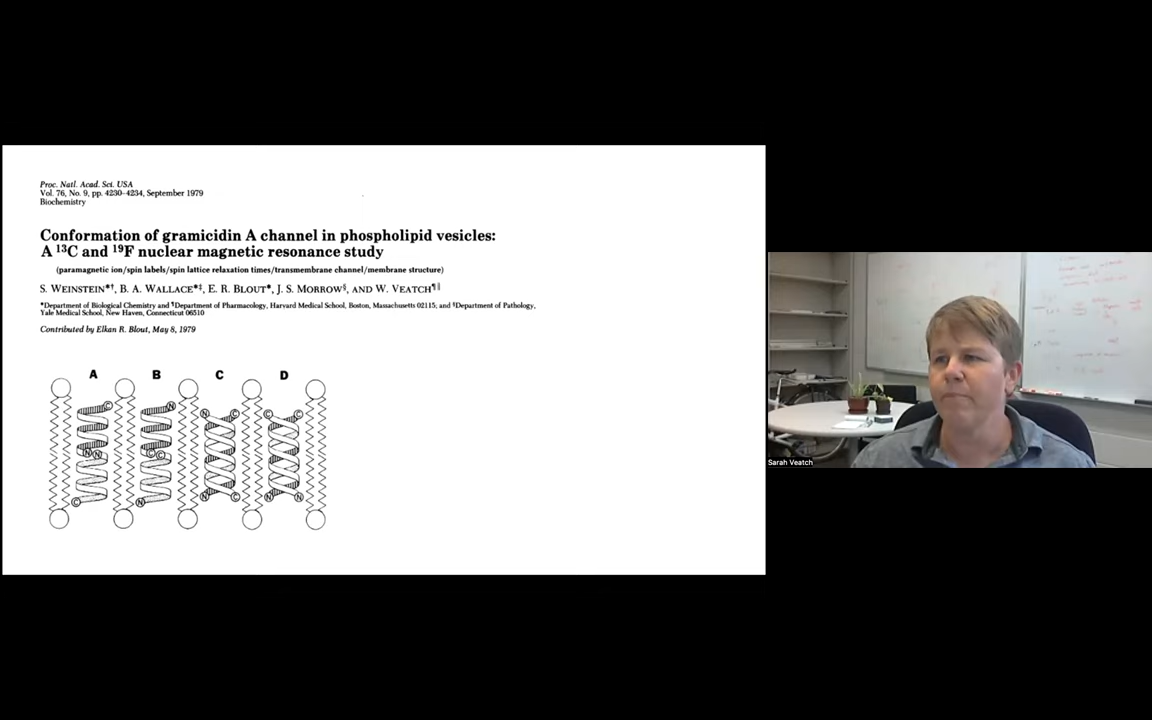 Proc. Natl. Acad. Sci. USA
Vol. 76, No. 9, pp. 4230-4234, September 1979
Biochemistry
Conformation of gramicidin A channel in phospholipid vesicles:
A ¹³C and ¹⁹F nuclear magnetic resonance study
(paramagnetic ion/spin labels/spin lattice relaxation times/transmembrane channel/membrane structure)
S. WEINSTEIN*†, B. A. WALLACE*‡, E. R. BLOUT*, J. S. MORROW§, AND W. VEATCH¶‖
*Department of Biological Chemistry and ¶Department of Pharmacology, Harvard Medical School, Boston, Massachusetts 02115; and §Department of Pathology,
Yale Medical School, New Haven, Connecticut 06510
Contributed by Elkan R. Blout, May 8, 1979
A B C D
C N N C C C
N N C C
C N N C N N
Sarah Veatch